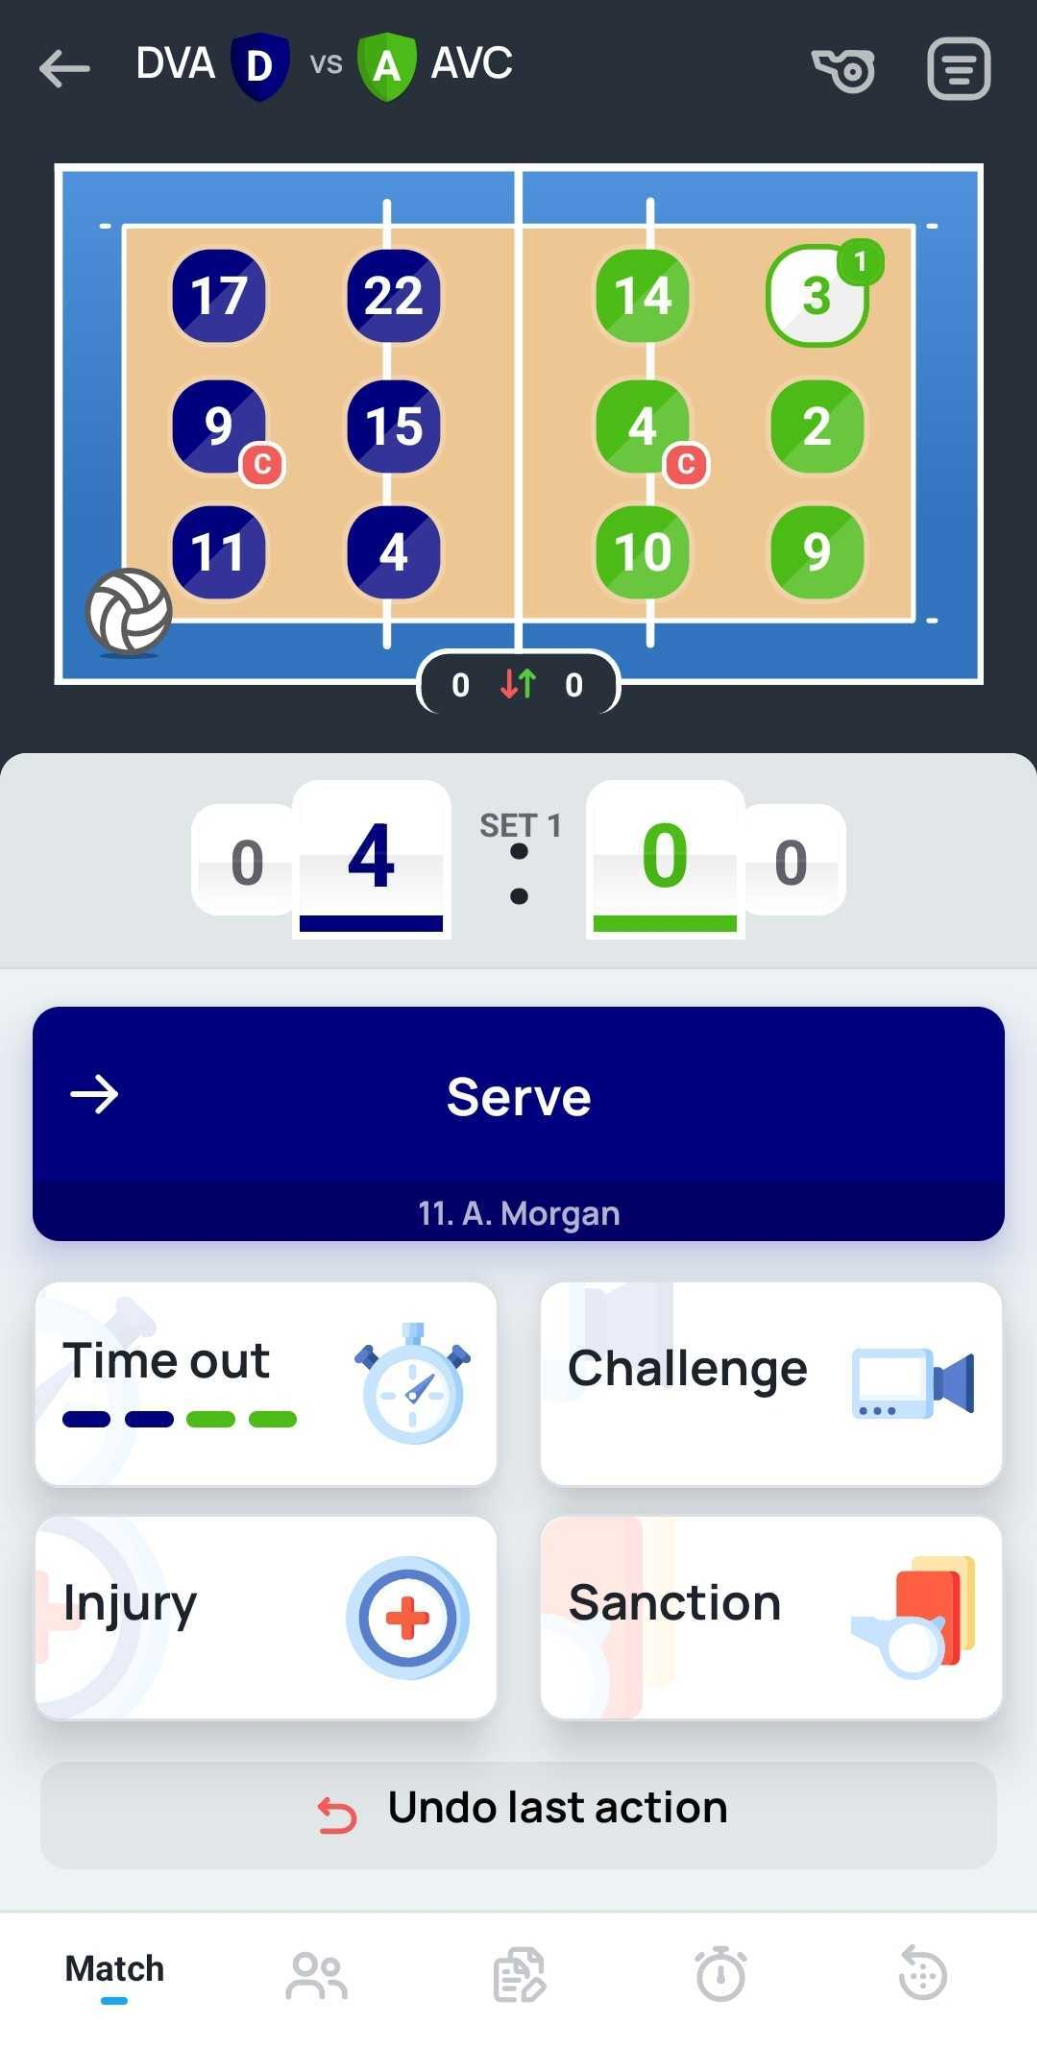 DVA D vs A AVC
17 22 14 3 1
9 C 15 4 C 2
11 4 10 9
0 0
0 4 SET 1 0 0
Serve
11. A. Morgan
Time out
Challenge
Injury
Sanction
Undo last action
Match